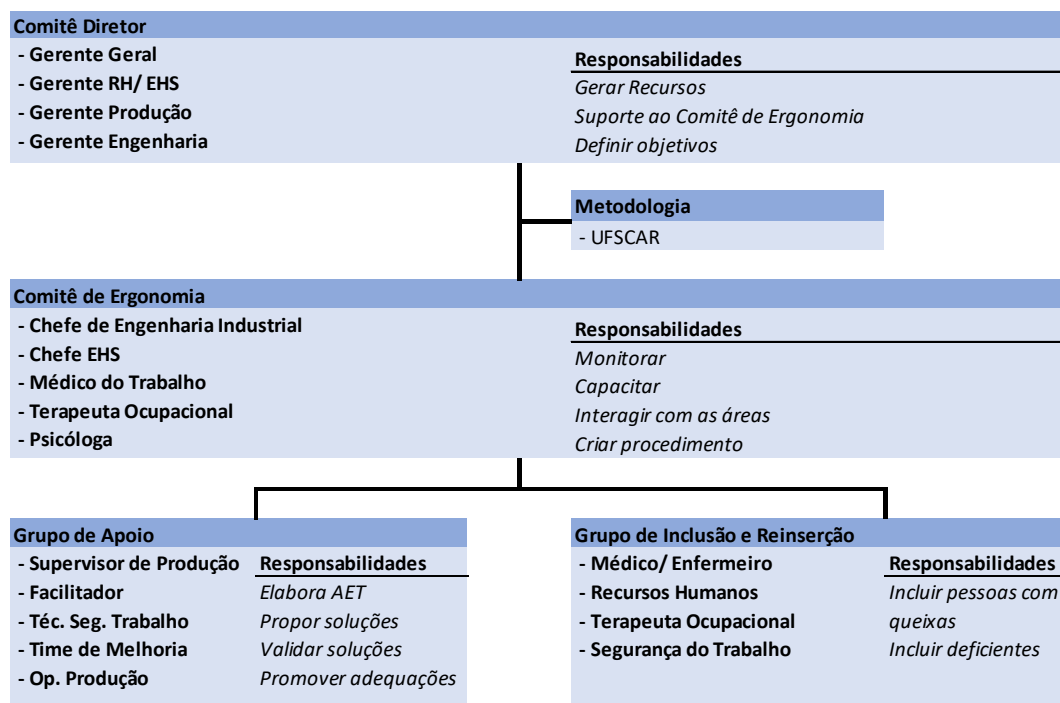 Comitê Diretor
- Gerente Geral
- Gerente RH/ EHS
- Gerente Produção
- Gerente Engenharia
Responsabilidades
Gerar Recursos
Suporte ao Comitê de Ergonomia
Definir objetivos
Metodologia
- UFSCAR
Comitê de Ergonomia
- Chefe de Engenharia Industrial
- Chefe EHS
- Médico do Trabalho
- Terapeuta Ocupacional
- Psicóloga
Responsabilidades
Monitorar
Capacitar
Interagir com as áreas
Criar procedimento
Grupo de Apoio
- Supervisor de Produção
- Facilitador
- Téc. Seg. Trabalho
- Time de Melhoria
- Op. Produção
Responsabilidades
Elabora AET
Propor soluções
Validar soluções
Promover adequações
Grupo de Inclusão e Reinserção
- Médico/ Enfermeiro
- Recursos Humanos
- Terapeuta Ocupacional
- Segurança do Trabalho
Responsabilidades
Incluir pessoas com
queixas
Incluir deficientes